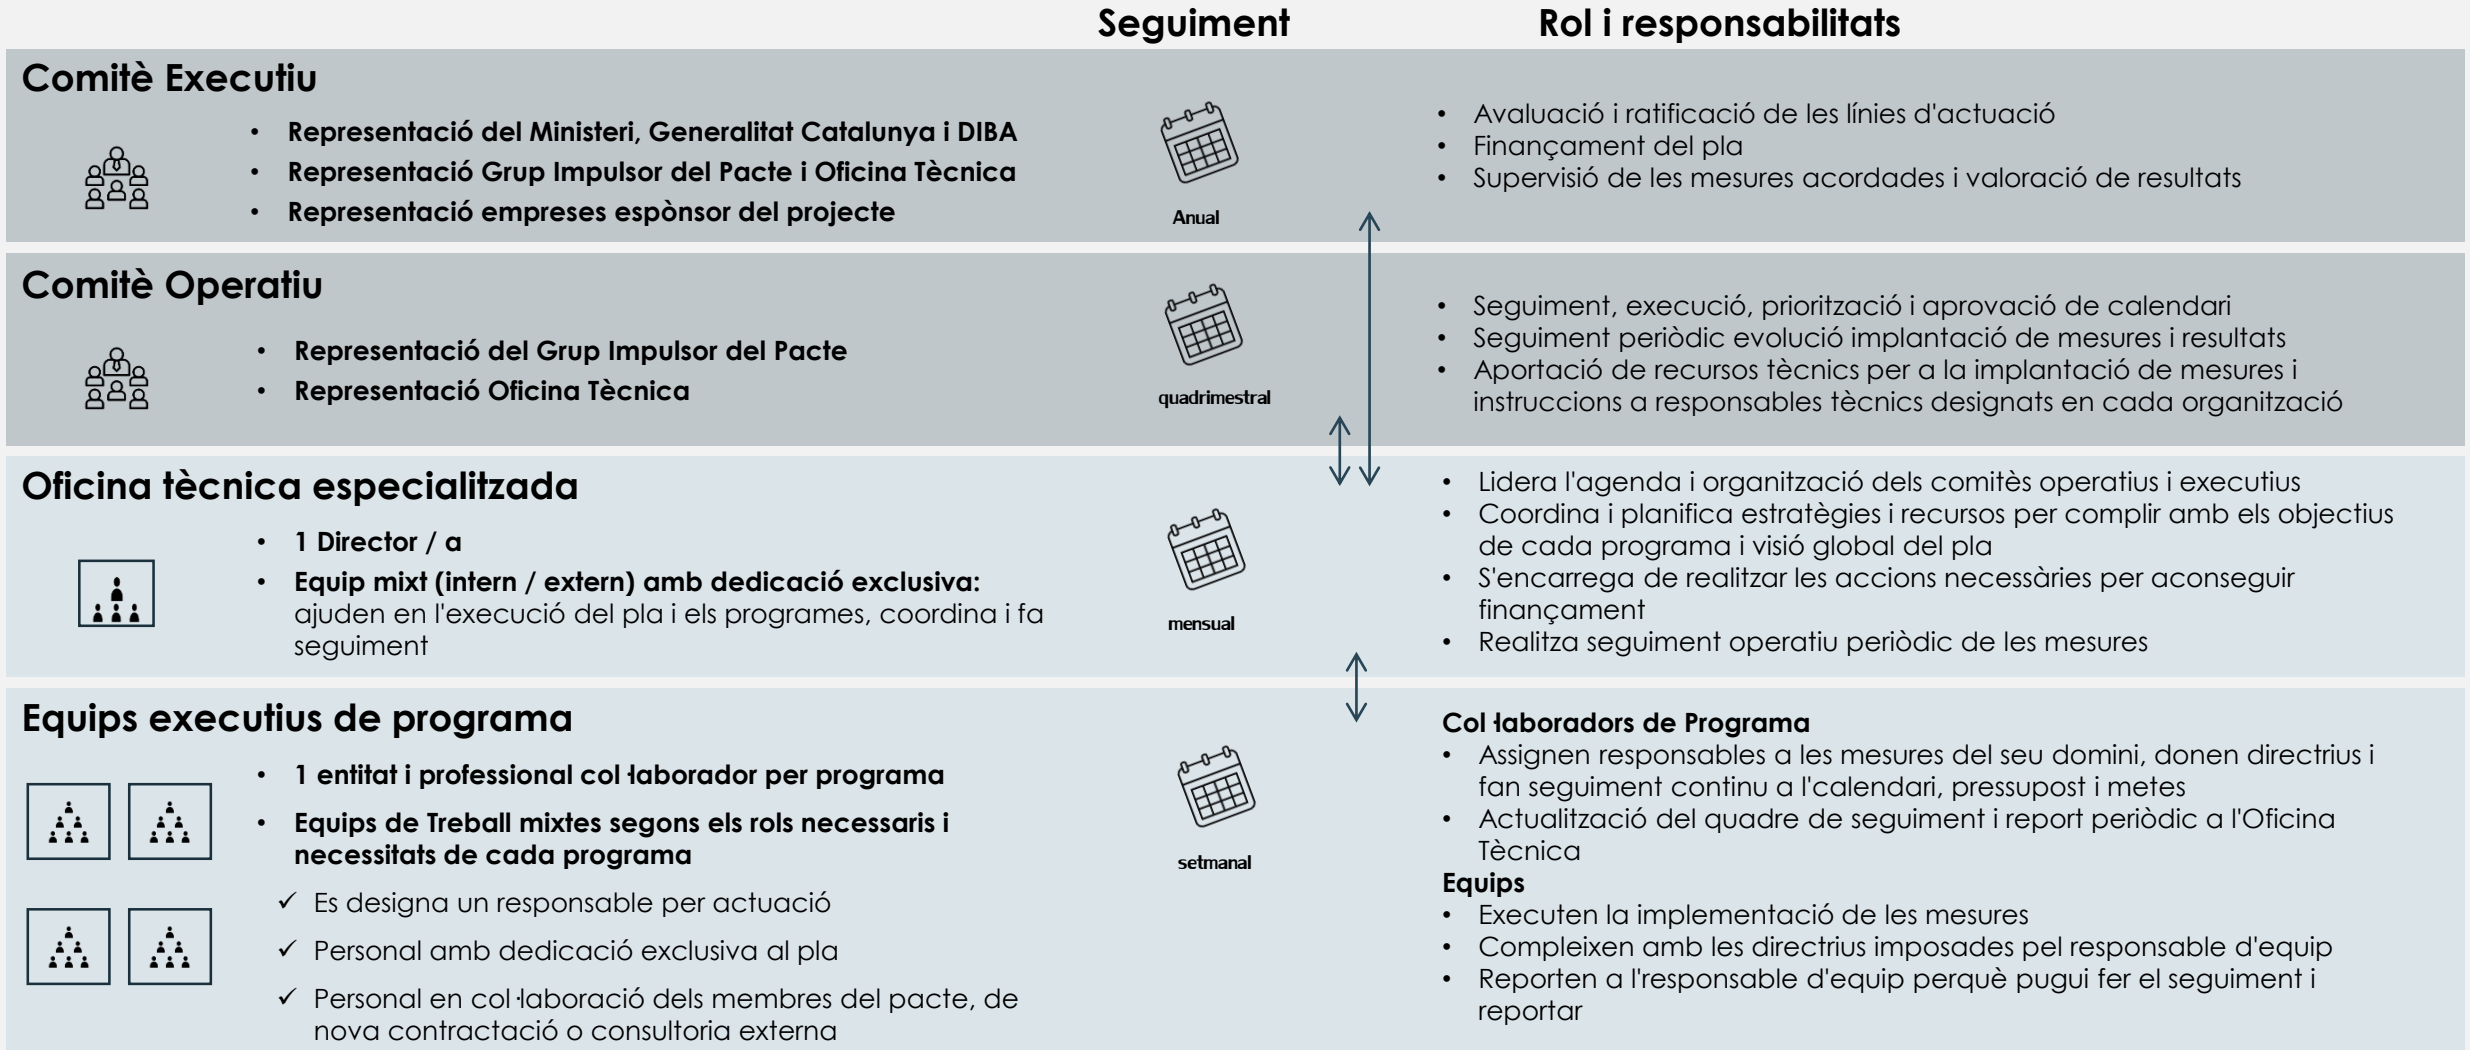 Seguiment
Rol i responsabilitats
Comitè Executiu
• Representació del Ministeri, Generalitat Catalunya i DIBA
• Representació Grup Impulsor del Pacte i Oficina Tècnica
• Representació empreses espònsor del projecte
Anual
• Avaluació i ratificació de les línies d'actuació
• Finançament del pla
• Supervisió de les mesures acordades i valoració de resultats
Comitè Operatiu
• Representació del Grup Impulsor del Pacte
• Representació Oficina Tècnica
quadrimestral
• Seguiment, execució, priorització i aprovació de calendari
• Seguiment periòdic evolució implantació de mesures i resultats
• Aportació de recursos tècnics per a la implantació de mesures i
instruccions a responsables tècnics designats en cada organització
Oficina tècnica especialitzada
• 1 Director / a
• Equip mixt (intern / extern) amb dedicació exclusiva:
ajuden en l'execució del pla i els programes, coordina i fa
seguiment
mensual
• Lidera l'agenda i organització dels comitès operatius i executius
• Coordina i planifica estratègies i recursos per complir amb els objectius
de cada programa i visió global del pla
• S'encarrega de realitzar les accions necessàries per aconseguir
finançament
• Realitza seguiment operatiu periòdic de les mesures
Equips executius de programa
• 1 entitat i professional col·laborador per programa
• Equips de Treball mixtes segons els rols necessaris i
necessitats de cada programa
✓ Es designa un responsable per actuació
✓ Personal amb dedicació exclusiva al pla
✓ Personal en col·laboració dels membres del pacte, de
nova contractació o consultoria externa
setmanal
Col·laboradors de Programa
• Assignen responsables a les mesures del seu domini, donen directrius i
fan seguiment continu a l'calendari, pressupost i metes
• Actualització del quadre de seguiment i report periòdic a l'Oficina
Tècnica
Equips
• Executen la implementació de les mesures
• Compleixen amb les directrius imposades pel responsable d'equip
• Reporten a l'responsable d'equip perquè pugui fer el seguiment i
reportar